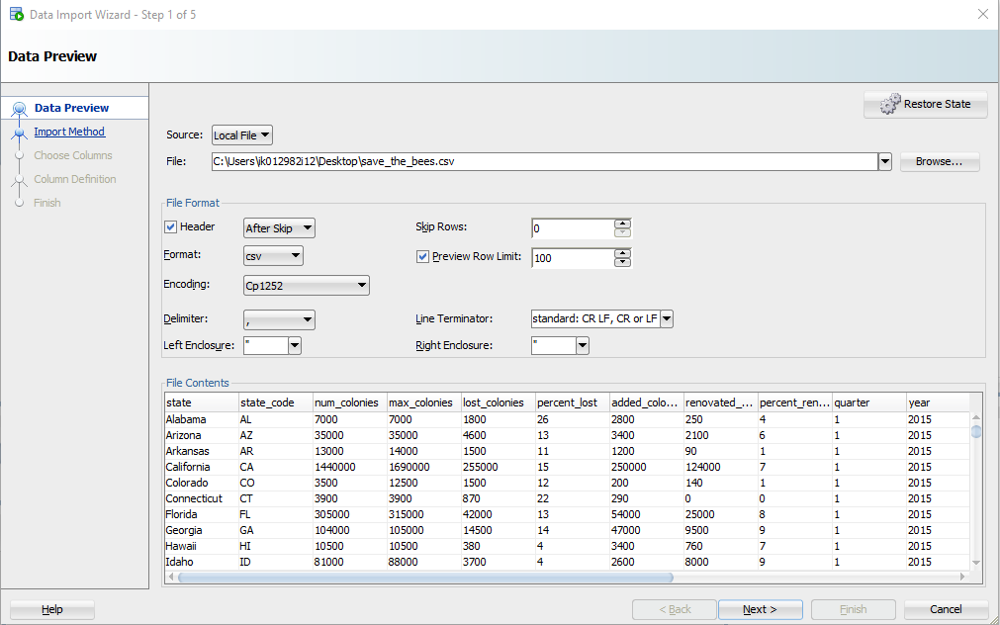 Data Import Wizard - Step 1 of 5
Data Preview
Data Preview
Import Method
Choose Columns
Column Definition
Finish
Restore State
Source: Local File
File: C:\Users\jk012982i12\Desktop\save_the_bees.csv Browse...
File Format
Header After Skip Skip Rows: 0
Format: csv Preview Row Limit: 100
Encoding: Cp1252
Delimiter: , Line Terminator: standard: CR LF, CR or LF
Left Enclosure: " Right Enclosure: "
File Contents
state state_code num_colonies max_colonies lost_colonies percent_lost added_colo... renovated_... percent_ren... quarter year
Alabama AL 7000 7000 1800 26 2800 250 4 1 2015
Arizona AZ 35000 35000 4600 13 3400 2100 6 1 2015
Arkansas AR 13000 14000 1500 11 1200 90 1 1 2015
California CA 1440000 1690000 255000 15 250000 124000 7 1 2015
Colorado CO 3500 12500 1500 12 200 140 1 1 2015
Connecticut CT 3900 3900 870 22 290 0 0 1 2015
Florida FL 305000 315000 42000 13 54000 25000 8 1 2015
Georgia GA 104000 105000 14500 14 47000 9500 9 1 2015
Hawaii HI 10500 10500 380 4 3400 760 7 1 2015
Idaho ID 81000 88000 3700 4 2600 8000 9 1 2015
Help < Back Next > Finish Cancel